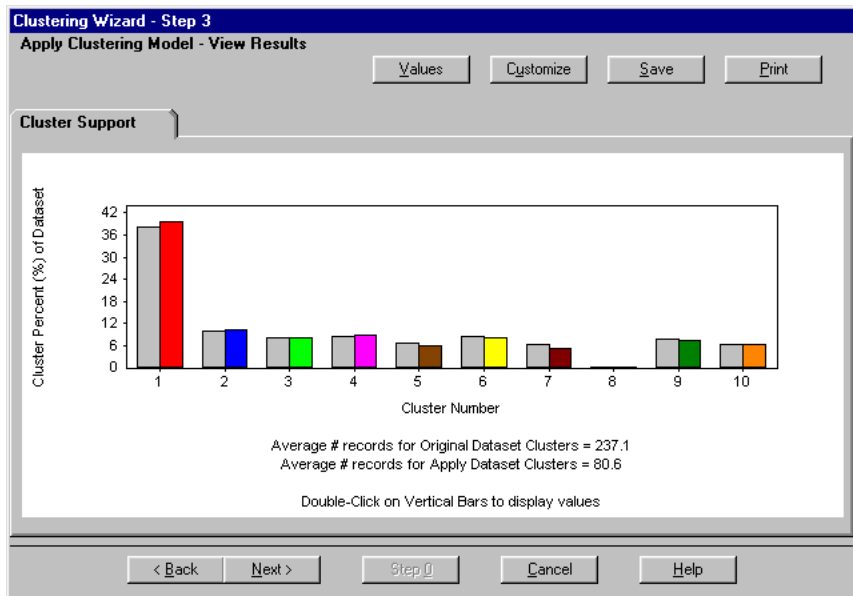 Clustering Wizard - Step 3
Apply Clustering Model - View Results
Values Customize Save Print
Cluster Support
Cluster Percent (%) of Dataset
42
36
30
24
18
12
6
0
1 2 3 4 5 6 7 8 9 10
Cluster Number
Average # records for Original Dataset Clusters = 237.1
Average # records for Apply Dataset Clusters = 80.6
Double-Click on Vertical Bars to display values
< Back Next > Step 0 Cancel Help